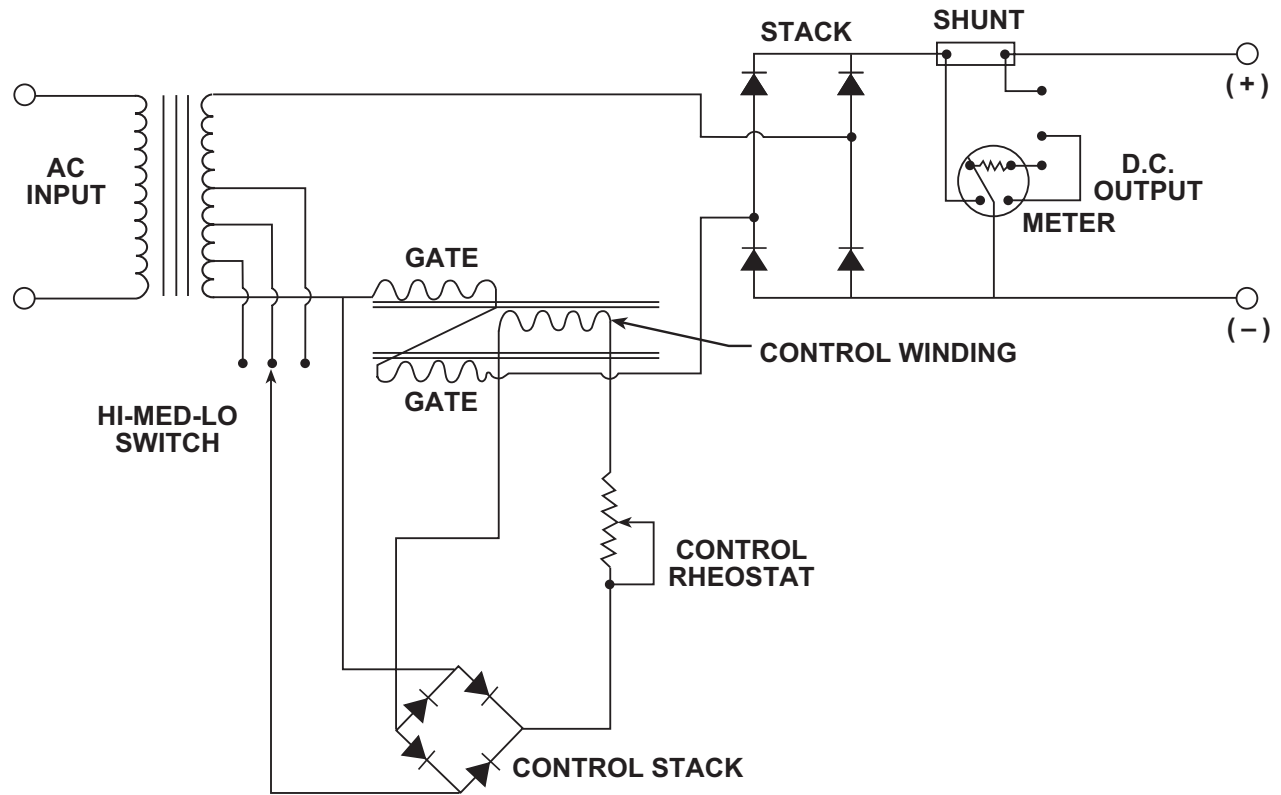 SHUNT
STACK
(+)
AC
INPUT
D.C.
OUTPUT
METER
GATE
(–)
CONTROL WINDING
GATE
HI-MED-LO
SWITCH
CONTROL
RHEOSTAT
CONTROL STACK